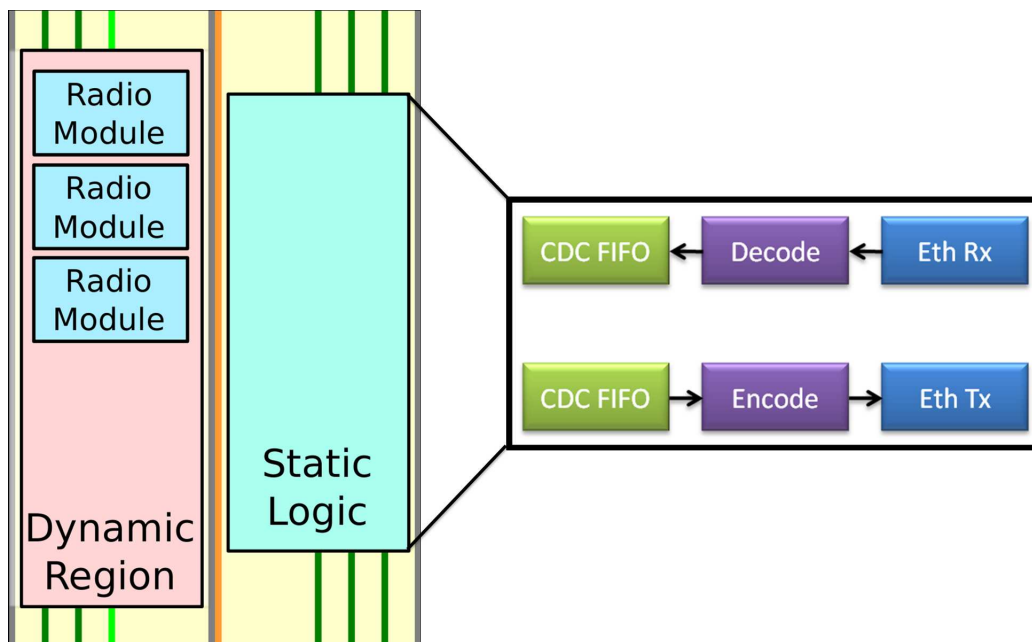 Radio
Module
Radio
Module
Radio
Module
Dynamic
Region
Static
Logic
CDC FIFO
Decode
Eth Rx
CDC FIFO
Encode
Eth Tx